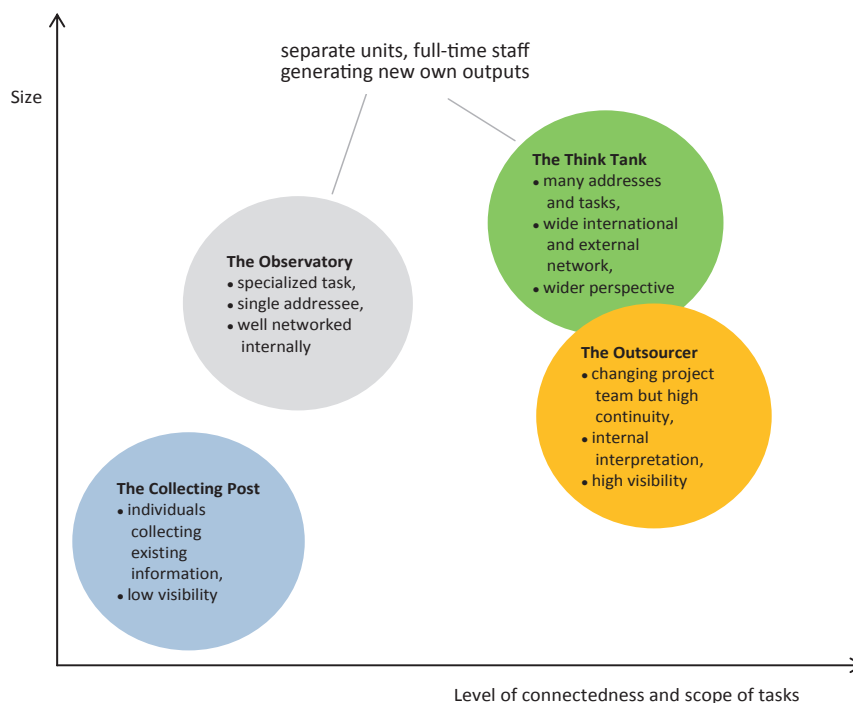 separate units, full-time staff
generating new own outputs
Size
The Think Tank
• many addresses
and tasks,
• wide international
and external
network,
• wider perspective
The Observatory
• specialized task,
• single addressee,
• well networked
internally
The Outsourcer
• changing project
team but high
continuity,
• internal
interpretation,
• high visibility
The Collecting Post
• individuals
collecting
existing
information,
• low visibility
Level of connectedness and scope of tasks